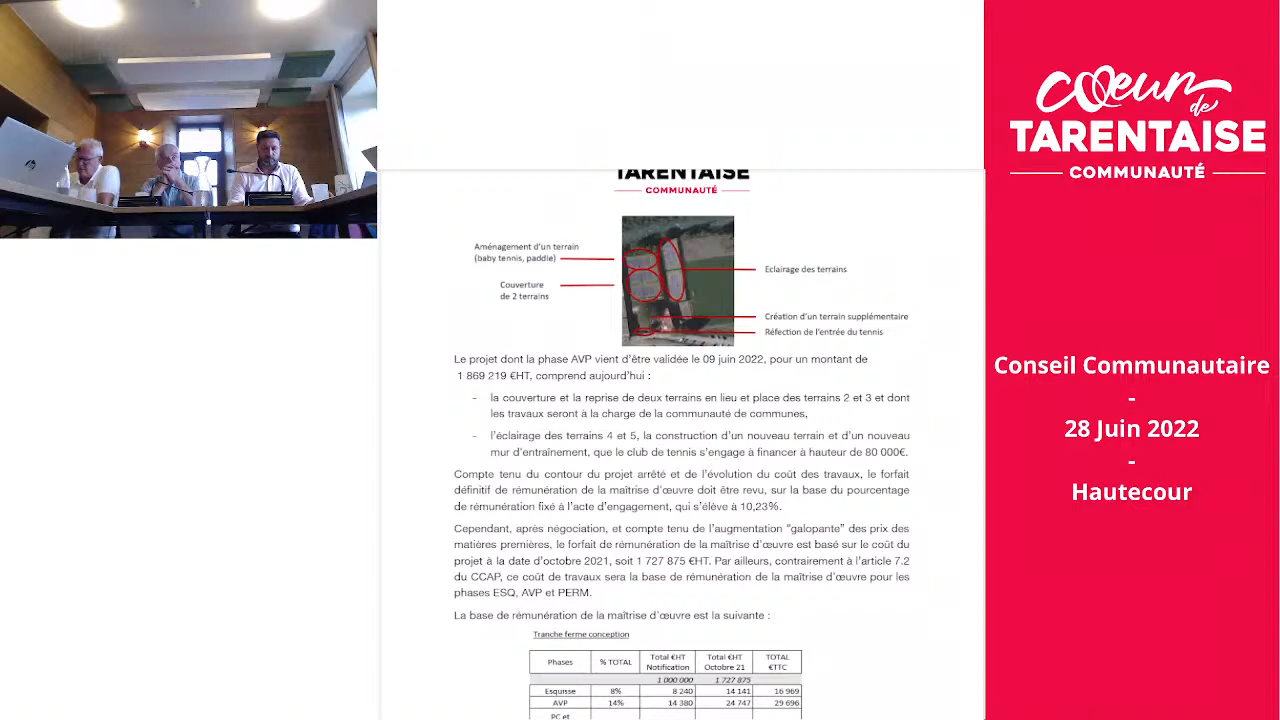 TARENTAISE
COMMUNAUTÉ
Aménagement d'un terrain
(baby tennis, paddle)
Couverture
de 2 terrains
Eclairage des terrains
Création d'un terrain supplémentaire
Réfection de l'entrée du tennis
Le projet dont la phase AVP vient d'être validée le 09 juin 2022, pour un montant de
1 869 219 €HT, comprend aujourd'hui :
- la couverture et la reprise de deux terrains en lieu et place des terrains 2 et 3 et dont
les travaux seront à la charge de la communauté de communes,
- l'éclairage des terrains 4 et 5, la construction d'un nouveau terrain et d'un nouveau
mur d'entraînement, que le club de tennis s'engage à financer à hauteur de 80 000€.
Compte tenu du contour du projet arrêté et de l'évolution du coût des travaux, le forfait
définitif de rémunération de la maîtrise d'œuvre doit être revu, sur la base du pourcentage
de rémunération fixé à l'acte d'engagement, qui s'élève à 10,23%.
Cependant, après négociation, et compte tenu de l'augmentation "galopante" des prix des
matières premières, le forfait de rémunération de la maîtrise d'œuvre est basé sur le coût du
projet à la date d'octobre 2021, soit 1 727 875 €HT. Par ailleurs, contrairement à l'article 7.2
du CCAP, ce coût de travaux sera la base de rémunération de la maîtrise d'œuvre pour les
phases ESQ, AVP et PERM.
La base de rémunération de la maîtrise d'œuvre est la suivante :
Tranche ferme conception
Phases % TOTAL Total €HT Notification Total €HT Octobre 21 TOTAL €TTC
1 000 000 1 727 875
Esquisse 8% 8 240 14 141 16 969
AVP 14% 14 380 24 747 29 696
PC et
Cœur
de
TARENTAISE
COMMUNAUTÉ
Conseil Communautaire
-
28 Juin 2022
-
Hautecour